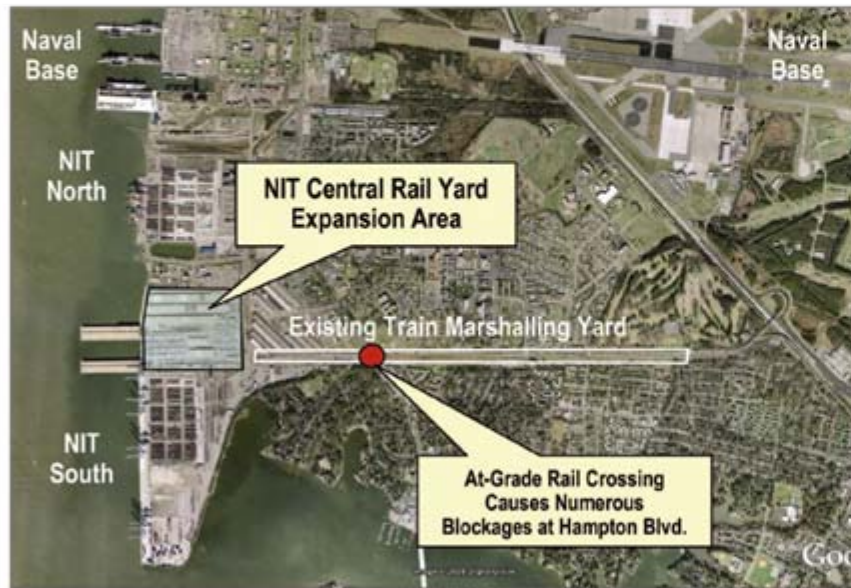 Naval
Base
Naval
Base
NIT
North
NIT Central Rail Yard
Expansion Area
Existing Train Marshalling Yard
NIT
South
At-Grade Rail Crossing
Causes Numerous
Blockages at Hampton Blvd.
Goo